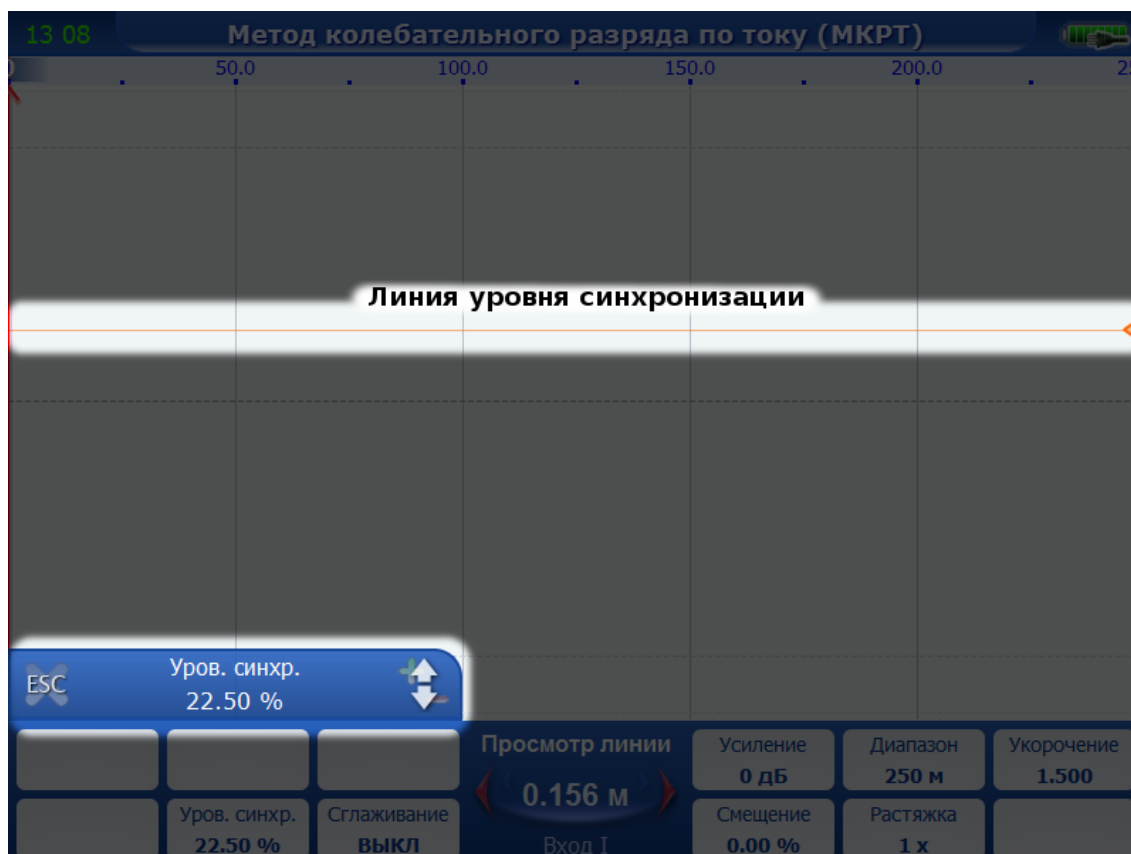 13 08
Метод колебательного разряда по току (МКРТ)
50.0 100.0 150.0 200.0
Линия уровня синхронизации
ESC
Уров. синхр.
22.50 %
Просмотр линии
0.156 м
Вход I
Усиление
0 дБ
Диапазон
250 м
Укорочение
1.500
Уров. синхр.
22.50 %
Сглаживание
ВЫКЛ
Смещение
0.00 %
Растяжка
1 x